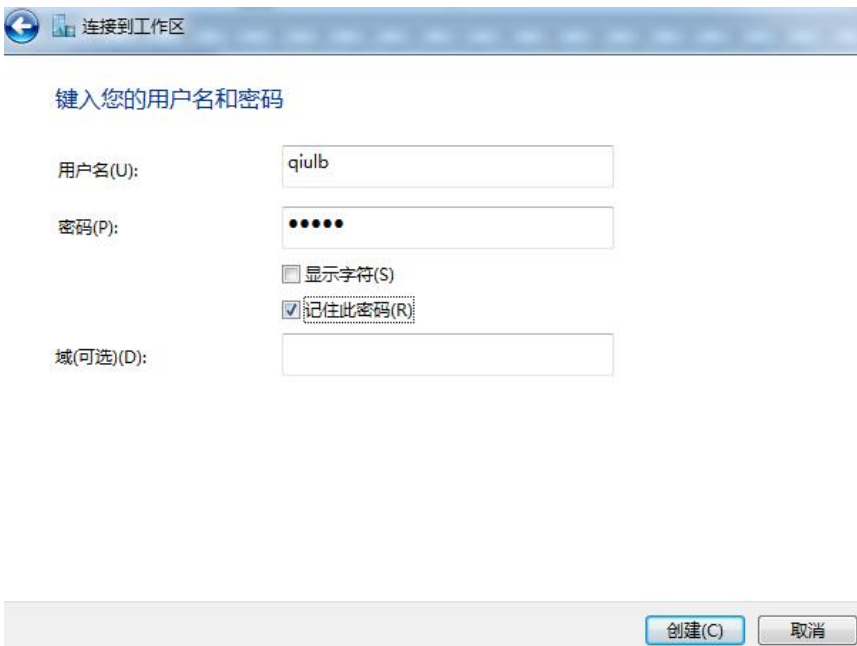 连接到工作区
键入您的用户名和密码
用户名(U):
qiulb
密码(P):
●●●●●
显示字符(S)
记住此密码(R)
域(可选)(D):
创建(C)
取消